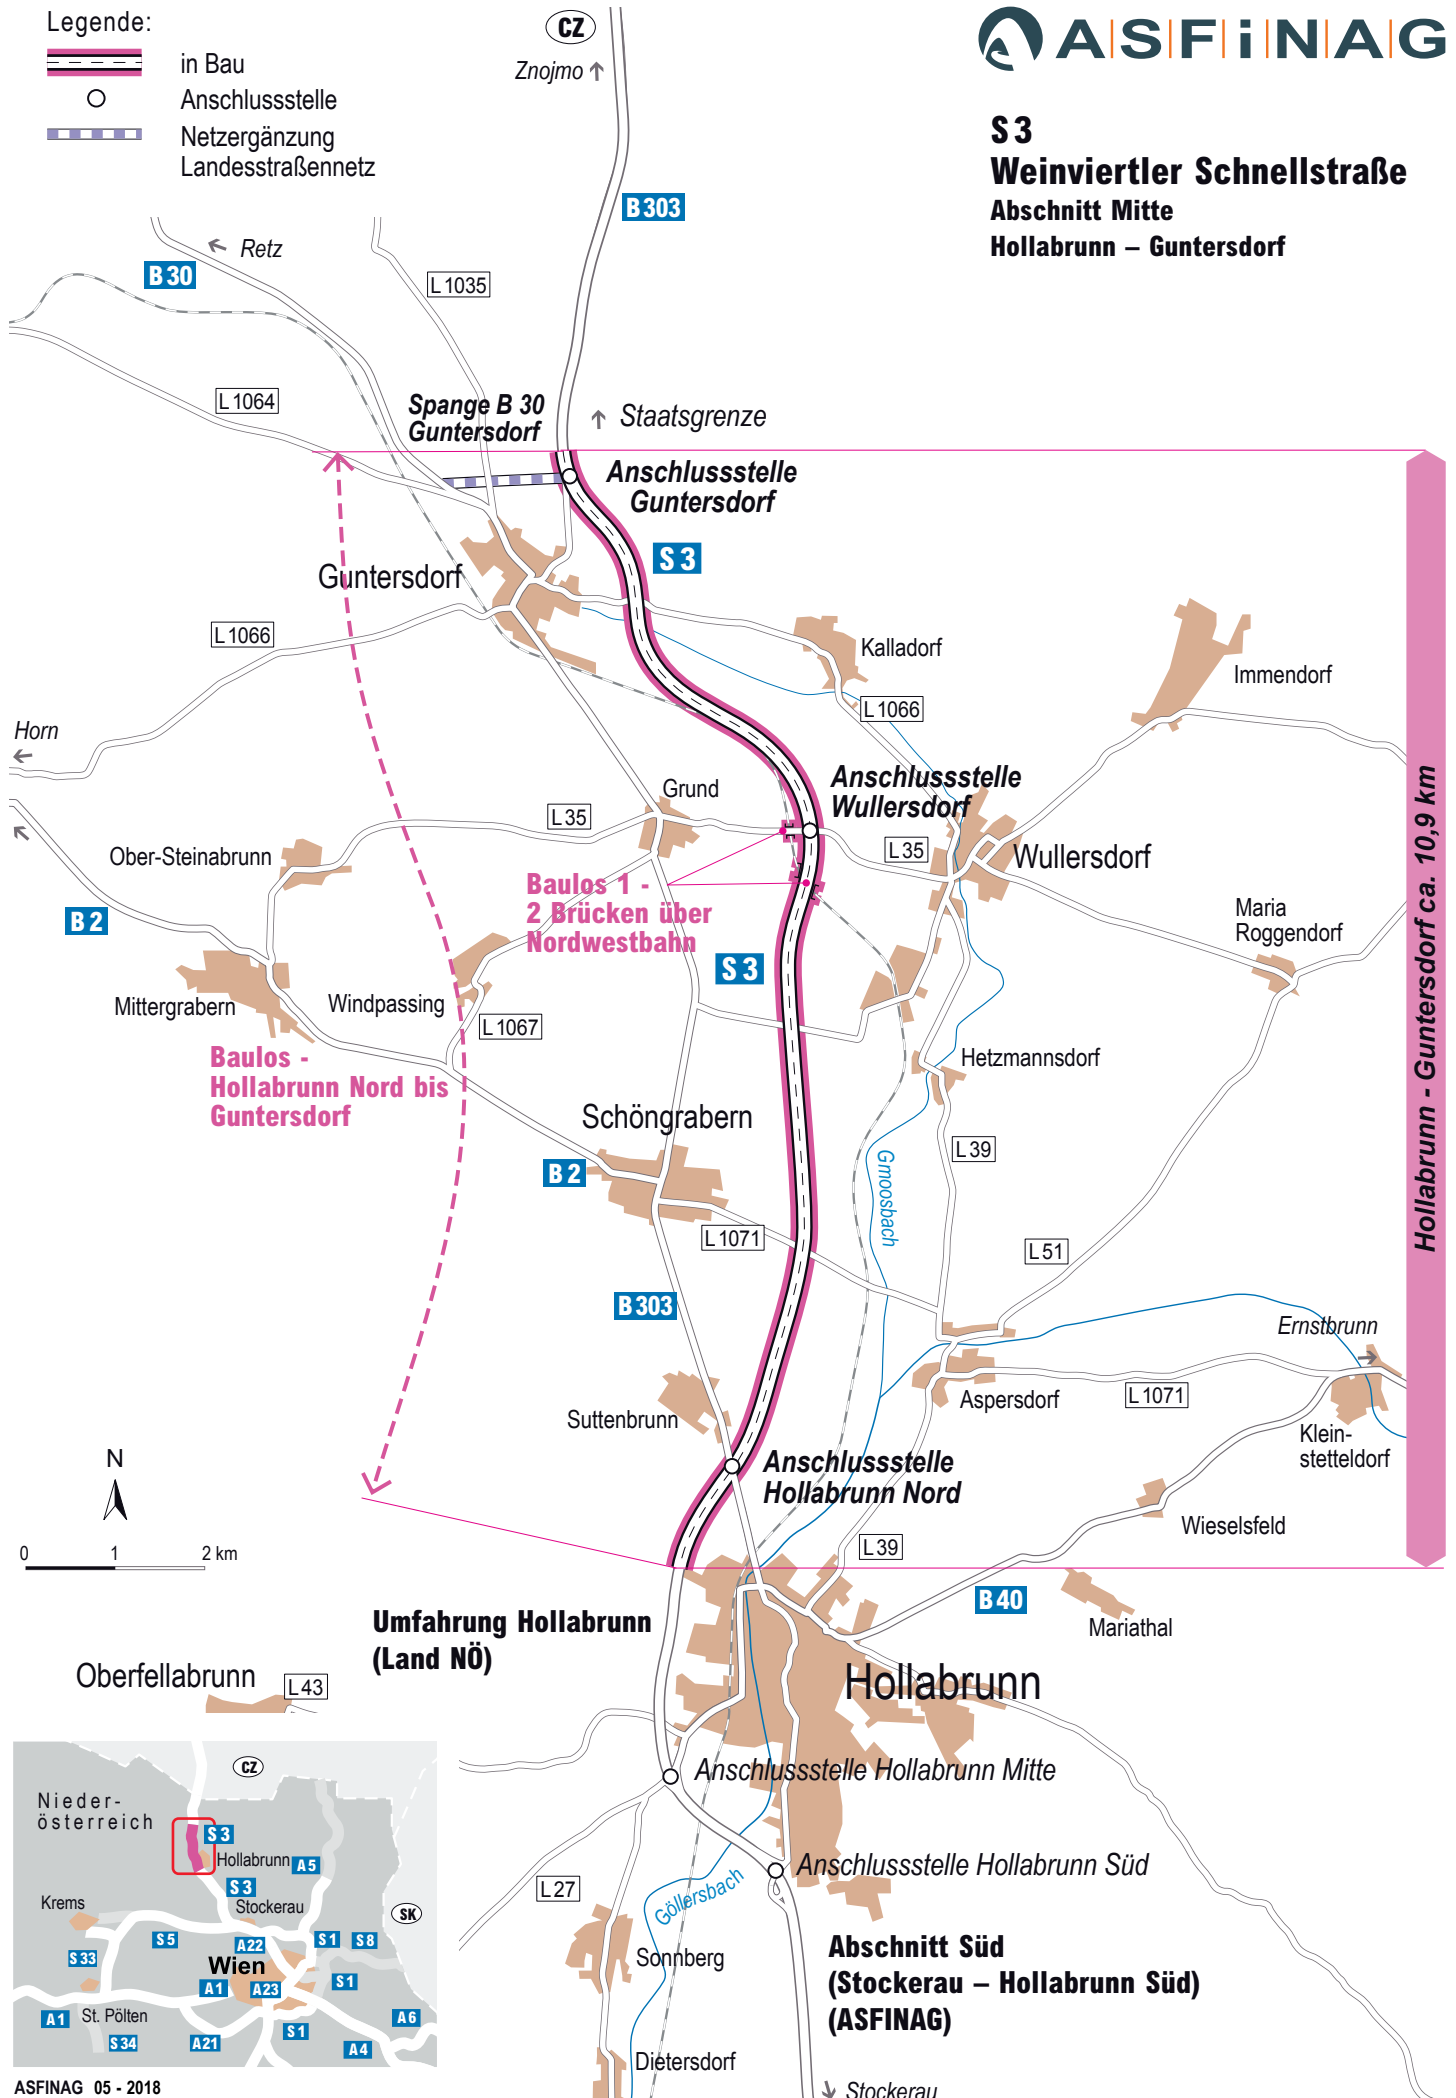 Legende:
in Bau
Anschlussstelle
Netzergänzung
Landesstraßennetz
CZ
Znojmo
ASFiNAG
S 3
Weinviertler Schnellstraße
Abschnitt Mitte
Hollabrunn – Guntersdorf
B 303
Retz
B 30
L 1035
L 1064
Spange B 30
Guntersdorf
Staatsgrenze
Anschlussstelle
Guntersdorf
S 3
Guntersdorf
L 1066
Kalladorf
Immendorf
L 1066
Horn
Anschlussstelle
Wullersdorf
Grund
L 35
Ober-Steinabrunn
L 35
Wullersdorf
Baulos 1 -
2 Brücken über
Nordwestbahn
B 2
Maria
Roggendorf
S 3
Mittergrabern
Windpassing
L 1067
Baulos -
Hollabrunn Nord bis
Guntersdorf
Hetzmannsdorf
Schöngrabern
L 39
B 2
Gmoosbach
L 1071
L 51
B 303
Ernstbrunn
Hollabrunn - Guntersdorf ca. 10,9 km
Aspersdorf
L 1071
Suttenbrunn
Klein-
stetteldorf
N
Anschlussstelle
Hollabrunn Nord
Wieselsfeld
0 1 2 km
L 39
B 40
Umfahrung Hollabrunn
(Land NÖ)
Mariathal
Oberfellabrunn
L 43
Hollabrunn
Anschlussstelle Hollabrunn Mitte
Anschlussstelle Hollabrunn Süd
L 27
Göllersbach
Sonnberg
Abschnitt Süd
(Stockerau – Hollabrunn Süd)
(ASFINAG)
Dietersdorf
Stockerau
CZ
Nieder-
österreich
S 3
Hollabrunn
A 5
S 3
Krems
Stockerau
SK
S 5
A 22
S 1
S 8
S 33
Wien
A 1
A 23
S 1
A 1
St. Pölten
S 34
A 21
S 1
A 4
A 6
ASFINAG 05 - 2018